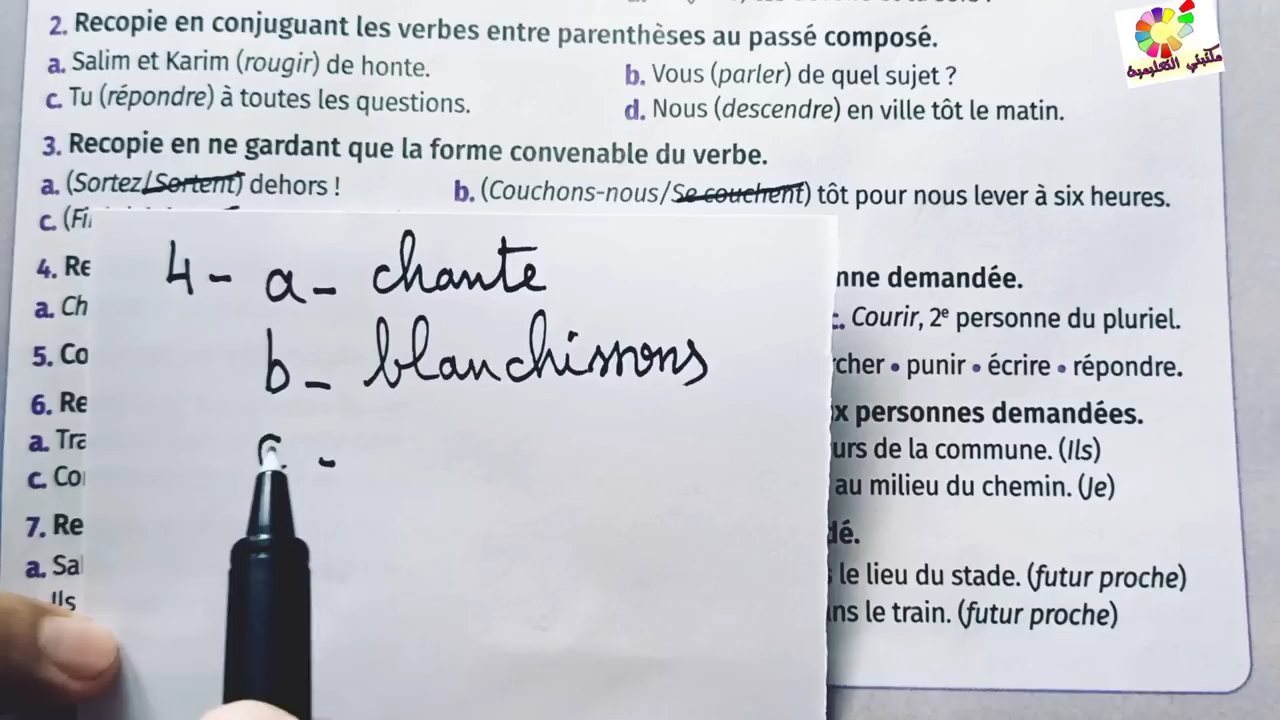 2. Recopie en conjuguant les verbes entre parenthèses au passé composé.
a. Salim et Karim (rougir) de honte.
b. Vous (parler) de quel sujet ?
c. Tu (répondre) à toutes les questions.
d. Nous (descendre) en ville tôt le matin.
3. Recopie en ne gardant que la forme convenable du verbe.
a. (Sortez/Sortent) dehors !
b. (Couchons-nous/Se couchent) tôt pour nous lever à six heures.
c. (Fi
4. Re
nne demandée.
a. Ch
c. Courir, 2e personne du pluriel.
5. Co
rcher • punir • écrire • répondre.
6. Re
x personnes demandées.
a. Tra
urs de la commune. (Ils)
c. Co
au milieu du chemin. (Je)
7. Re
dé.
a. Sal
le lieu du stade. (futur proche)
Ils
ns le train. (futur proche)
4- a- chante
b- blanchissons
c -
مكتبتي التعليمية